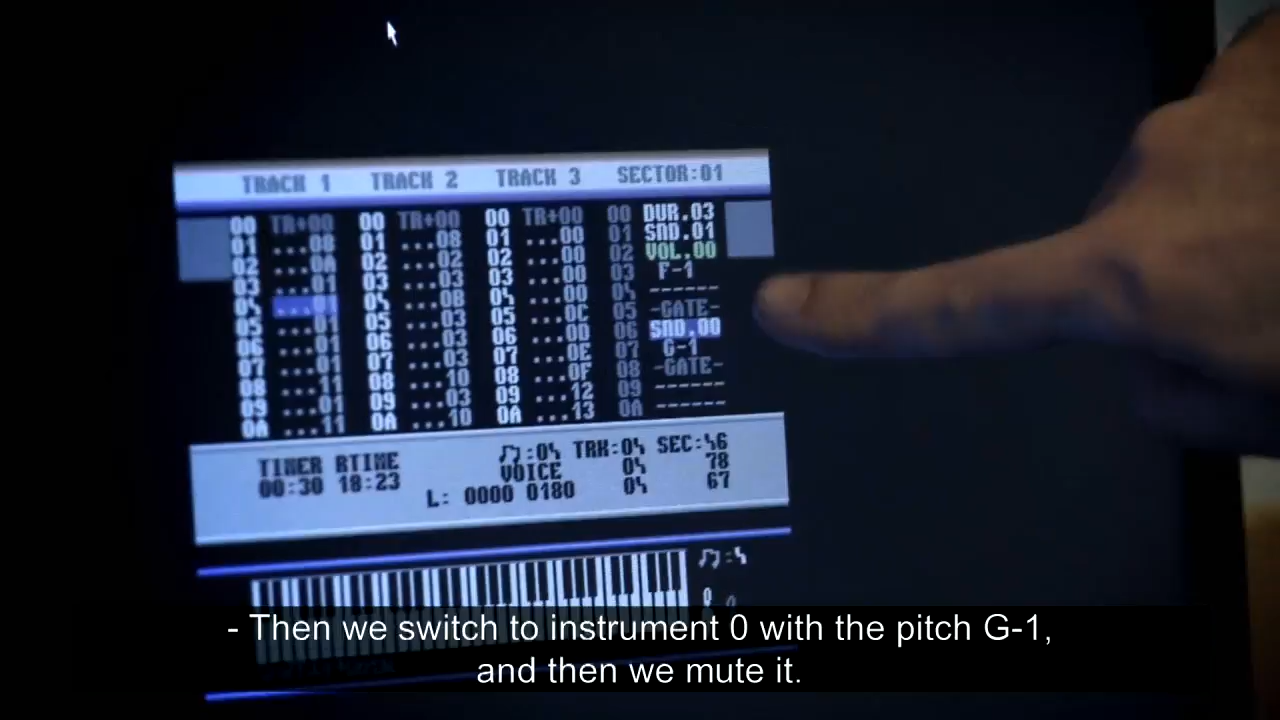 TRACK 1 TRACK 2 TRACK 3 SECTOR:01
00 TR+00 00 TR+00 00 TR+00 00 DUR.03
01 ...08 01 ...08 01 ...00 01 SND.01
02 ...0A 02 ...02 02 ...00 02 VOL.00
03 ...01 03 ...03 03 ...00 03 F-1
04 ...01 04 ...0B 04 ...00 04 ------
05 ...01 05 ...03 05 ...0C 05 -GATE-
06 ...01 06 ...03 06 ...0D 06 SND.00
07 ...01 07 ...03 07 ...0E 07 G-1
08 ...11 08 ...10 08 ...0F 08 -GATE-
09 ...01 09 ...03 09 ...12 09 ------
0A ...11 0A ...10 0A ...13 0A ------
♫:04 TRK:04 SEC:46
TIMER RTIME VOICE 04 78
00:30 18:23 L: 0000 0180 04 67
♫:4
- Then we switch to instrument 0 with the pitch G-1,
and then we mute it.